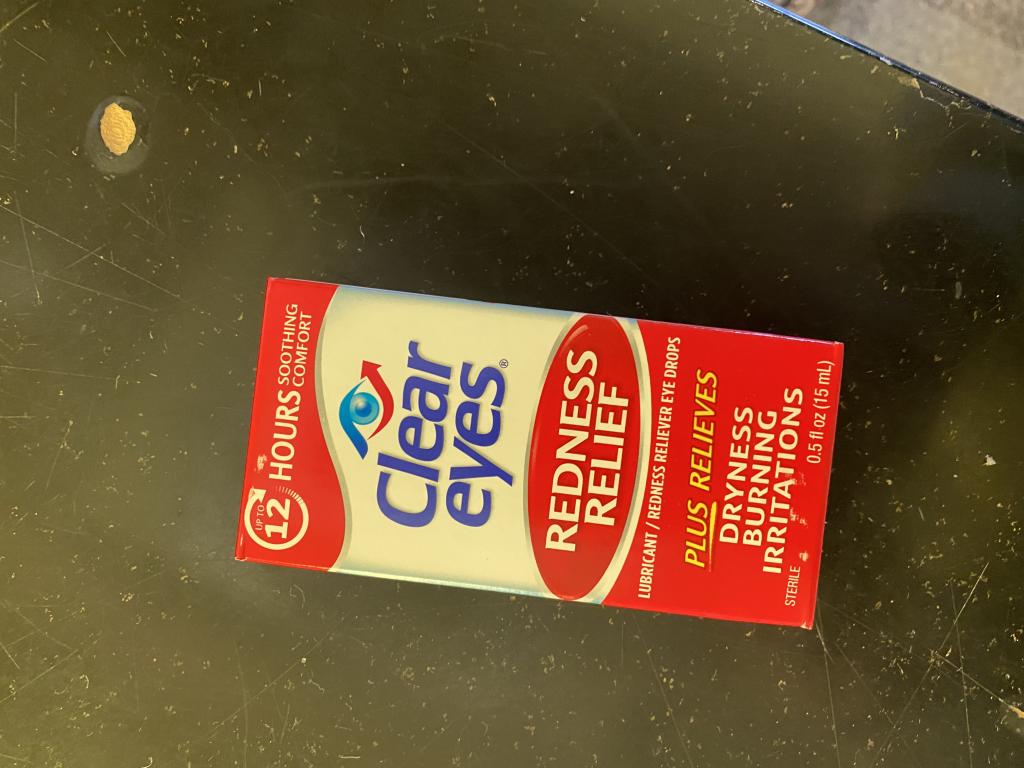 UP TO
12 HOURS SOOTHING
COMFORT
Clear
eyes®
REDNESS
RELIEF
LUBRICANT / REDNESS RELIEVER EYE DROPS
PLUS RELIEVES
DRYNESS
BURNING
IRRITATIONS
STERILE 0.5 fl oz (15 mL)